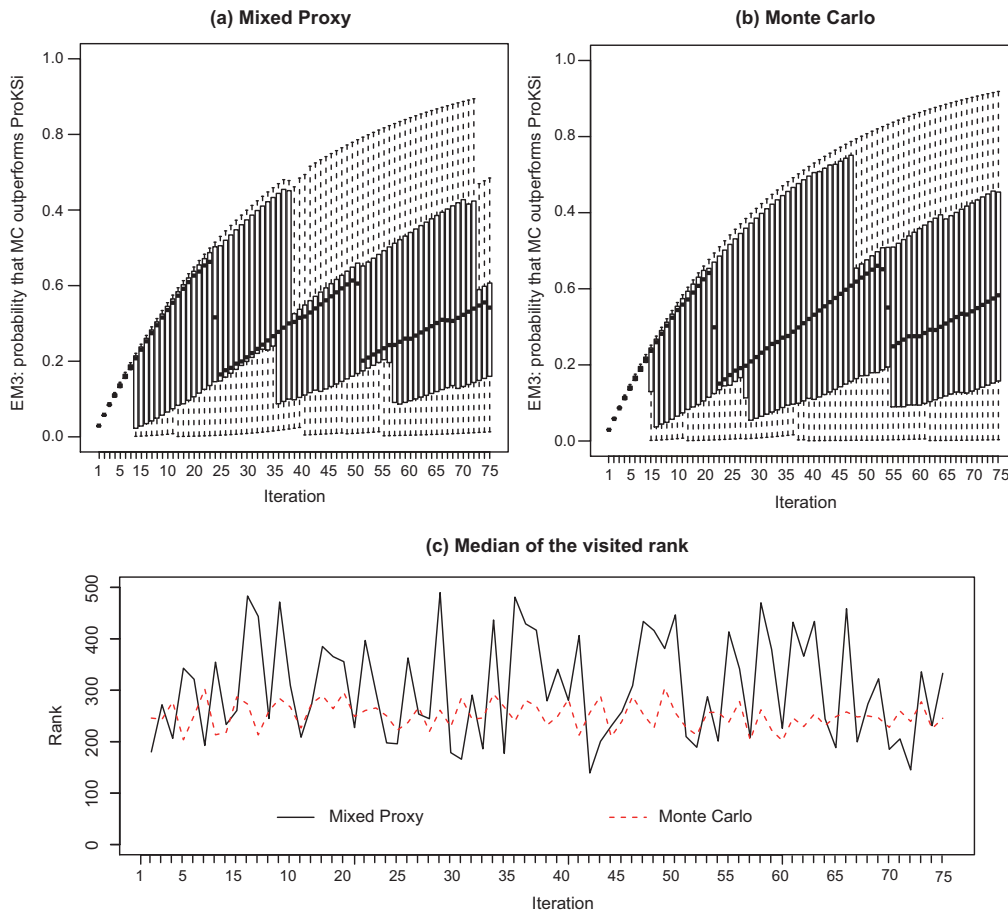 (a) Mixed Proxy
(b) Monte Carlo
EM3: probability that MC outperforms ProKSi
1.0
0.8
0.4
0.6
0.2
0.0
1 5 15 10 20 25 30 35 40 45 50 55 60 65 70 75
Iteration
EM3: probability that MC outperforms ProKSi
1.0
0.8
0.4
0.6
0.2
0.0
1 5 15 10 20 25 30 35 40 45 50 55 60 65 70 75
Iteration
(c) Median of the visited rank
Rank
500
400
300
200
100
0
Mixed Proxy
Monte Carlo
1 5 15 10 20 25 30 35 40 45 50 55 60 65 70 75
Iteration